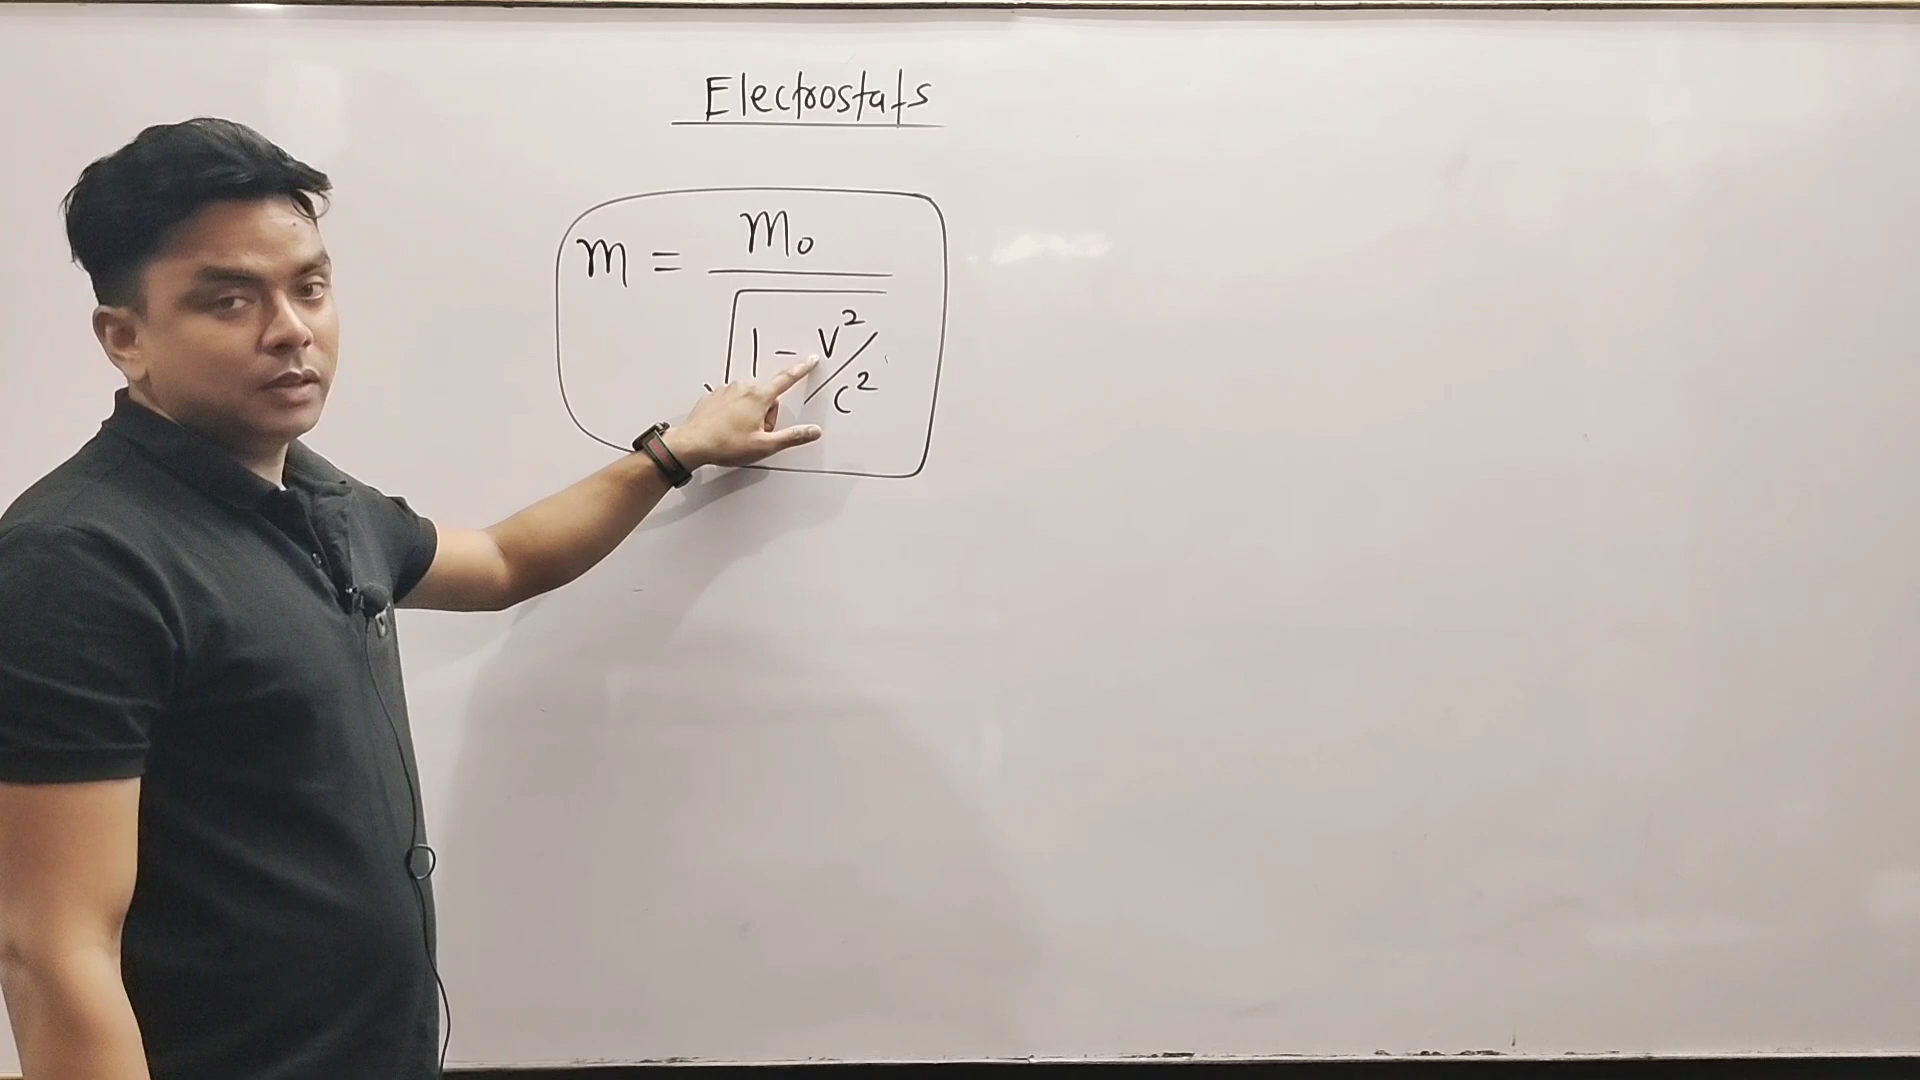 Electrostats
m = m₀ / √(1 - v²/c²)